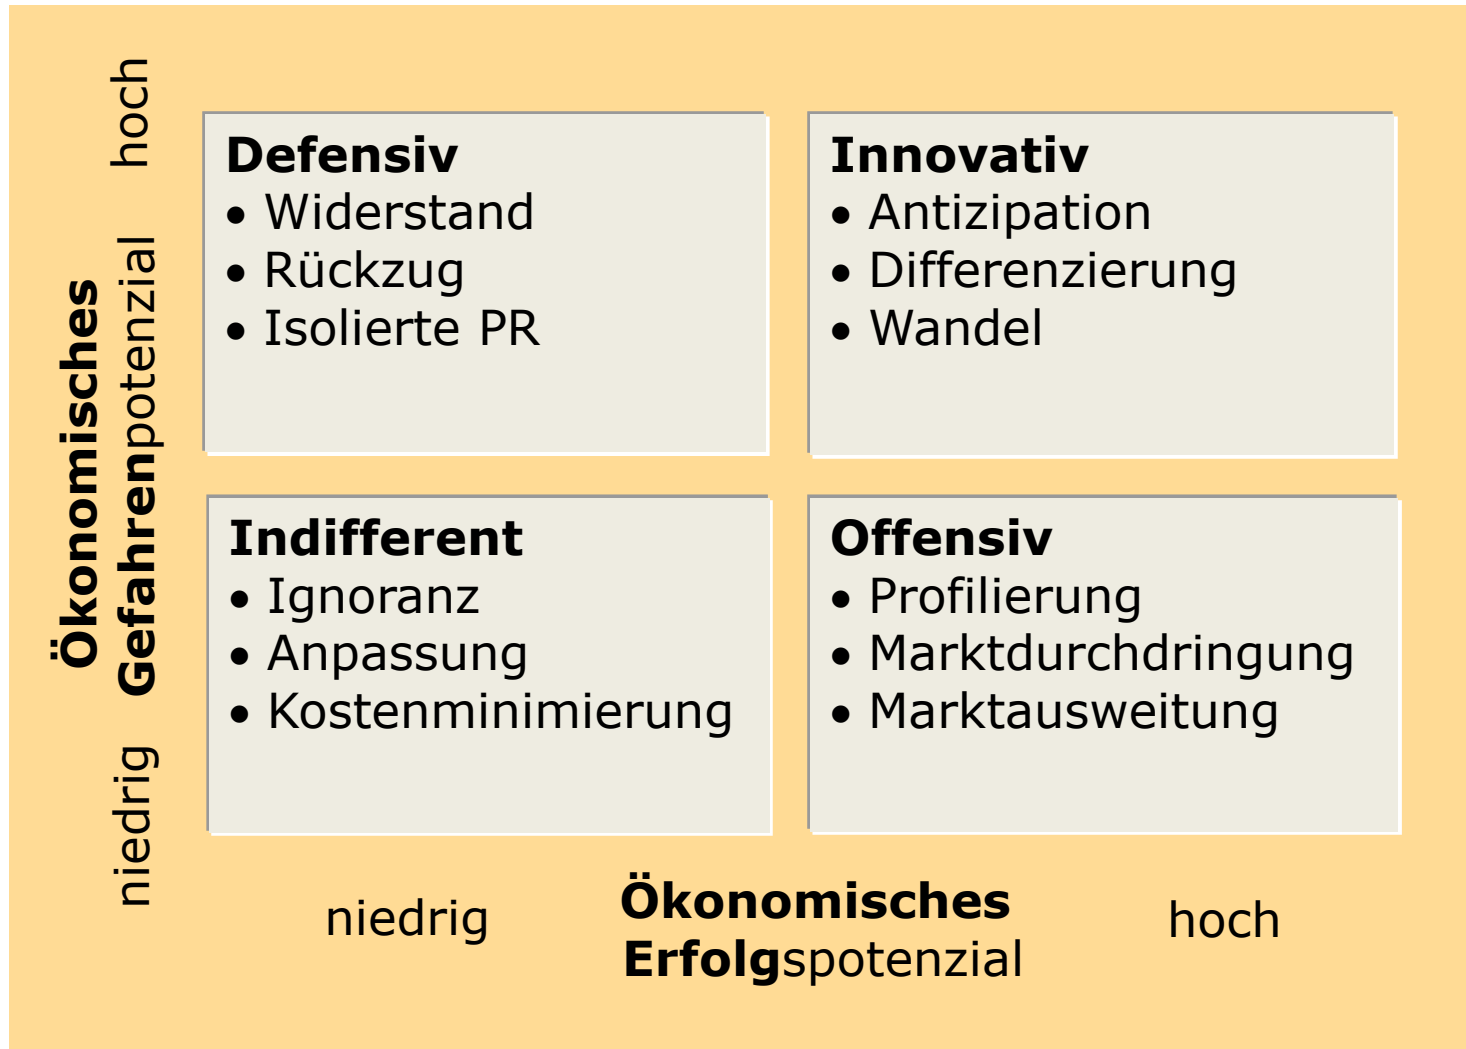 hoch
Ökonomisches
Gefahrenpotenzial
niedrig
Defensiv
• Widerstand
• Rückzug
• Isolierte PR
Innovativ
• Antizipation
• Differenzierung
• Wandel
Indifferent
• Ignoranz
• Anpassung
• Kostenminimierung
Offensiv
• Profilierung
• Marktdurchdringung
• Marktausweitung
niedrig
Ökonomisches
Erfolgspotenzial
hoch